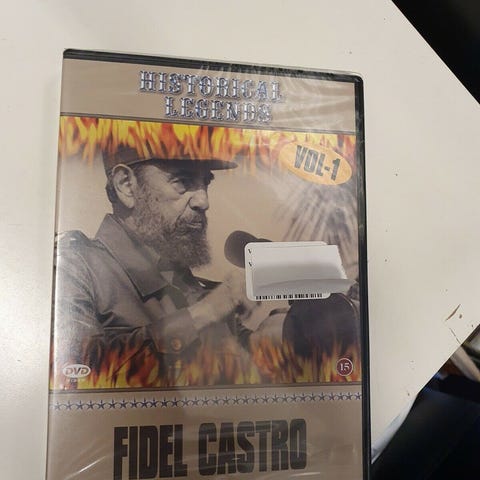 HISTORICAL
LEGENDS
VOL-1
DVD
15
FIDEL CASTRO